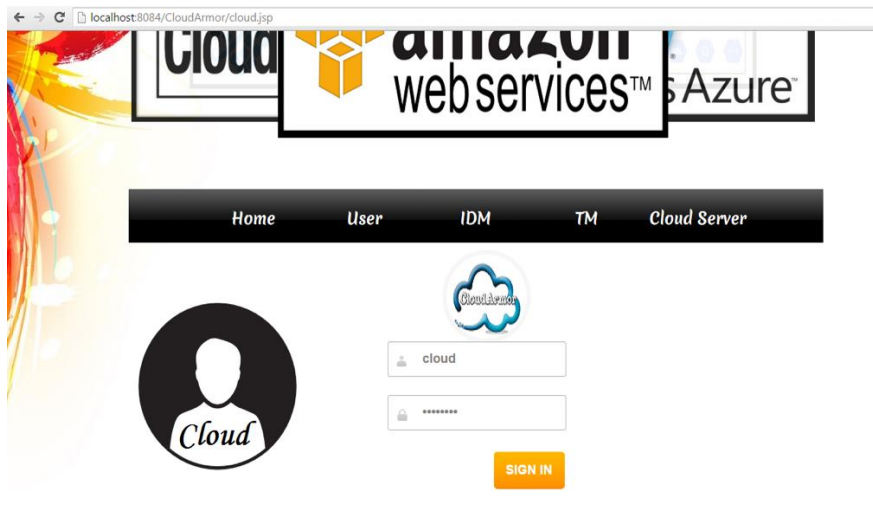 localhost:8084/CloudArmor/cloud.jsp
Cloud
amazon
web services™
s Azure™
Home User IDM TM Cloud Server
CloudArmor
cloud
••••••••
Cloud
SIGN IN